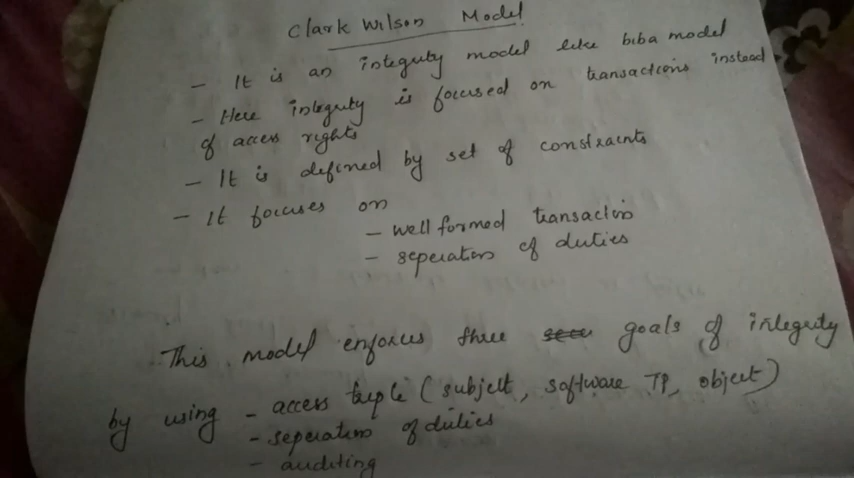 Clark Wilson Model
- It is an integrity model like biba model
- Here integrity is focused on transactions instead
of access rights
- It is defined by set of constraints
- It focuses on
- well formed transaction
- seperation of duties
This model enforces three goals of integrity
by using - access tuple (subject, software TP, object)
- seperation of duties
- auditing